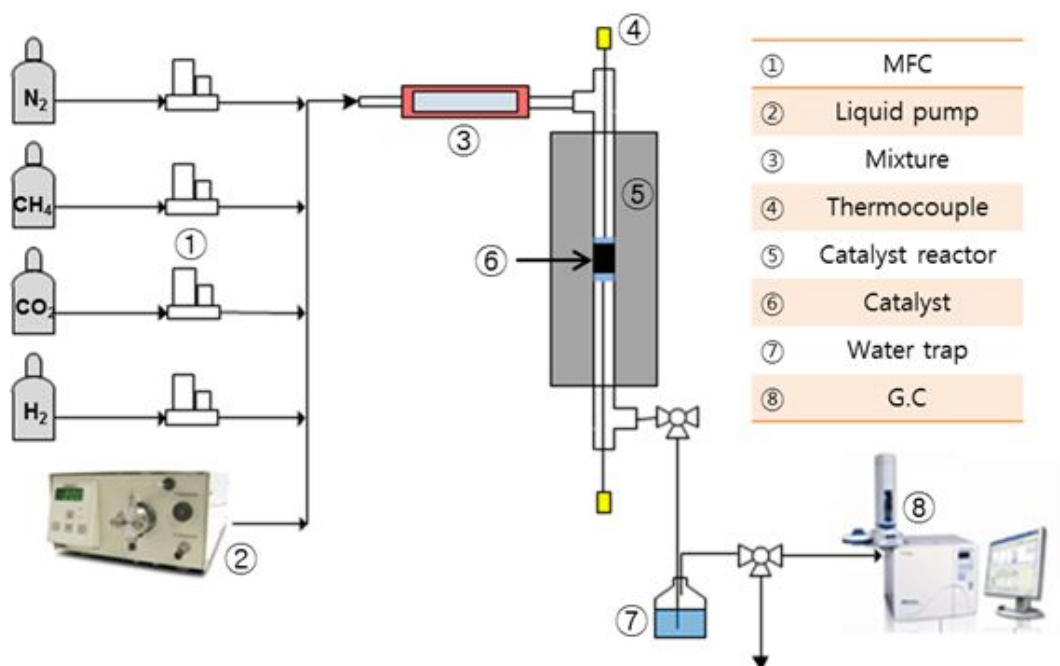 N₂
CH₄
CO₂
H₂
①
②
③
④
⑤
⑥
⑦
⑧
① MFC
② Liquid pump
③ Mixture
④ Thermocouple
⑤ Catalyst reactor
⑥ Catalyst
⑦ Water trap
⑧ G.C